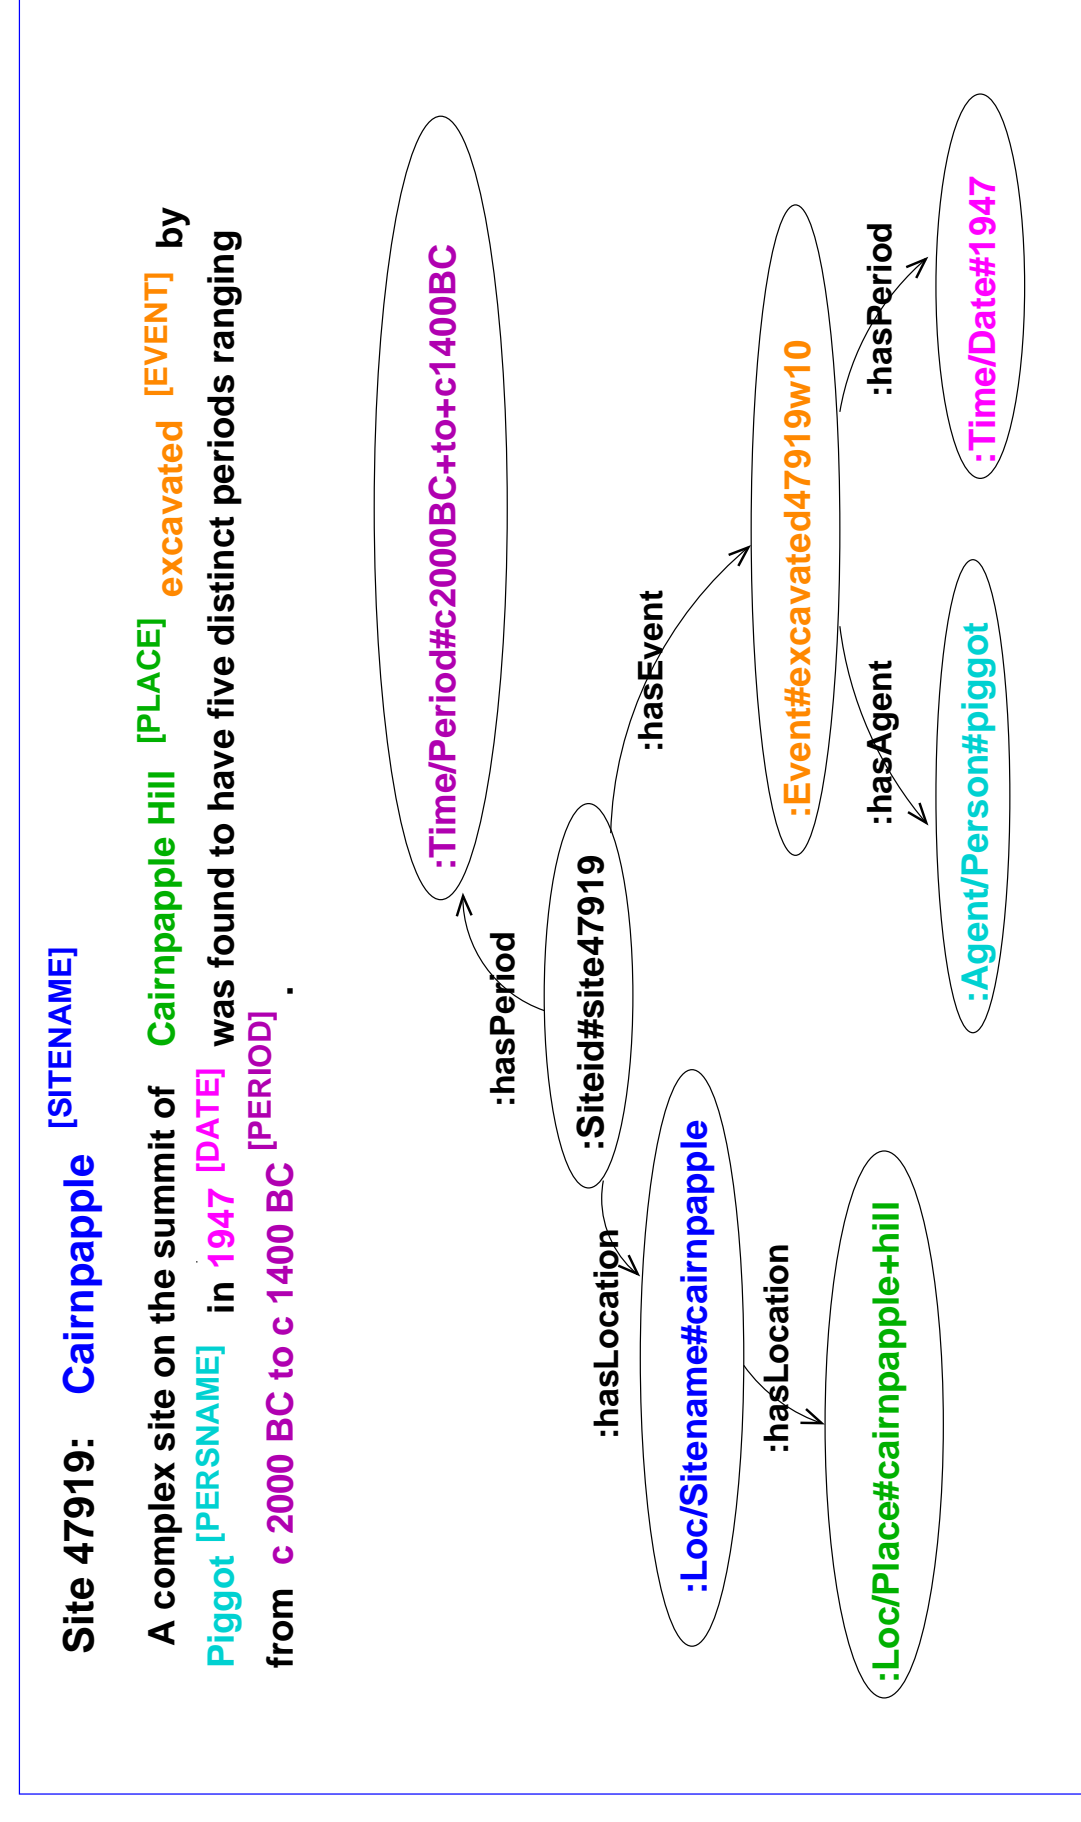 Site 47919: Cairnpapple [SITENAME]
A complex site on the summit of Cairnpapple Hill [PLACE] excavated [EVENT] by
Piggot [PERSNAME] in 1947 [DATE] was found to have five distinct periods ranging
from c 2000 BC to c 1400 BC [PERIOD] .
:Time/Period#c2000BC+to+c1400BC
:hasPeriod
:Siteid#site47919
:hasLocation
:hasEvent
:Loc/Sitename#cairnpapple
:Event#excavated47919w10
:hasLocation
:hasAgent
:hasPeriod
:Loc/Place#cairnpapple+hill
:Agent/Person#piggot
:Time/Date#1947